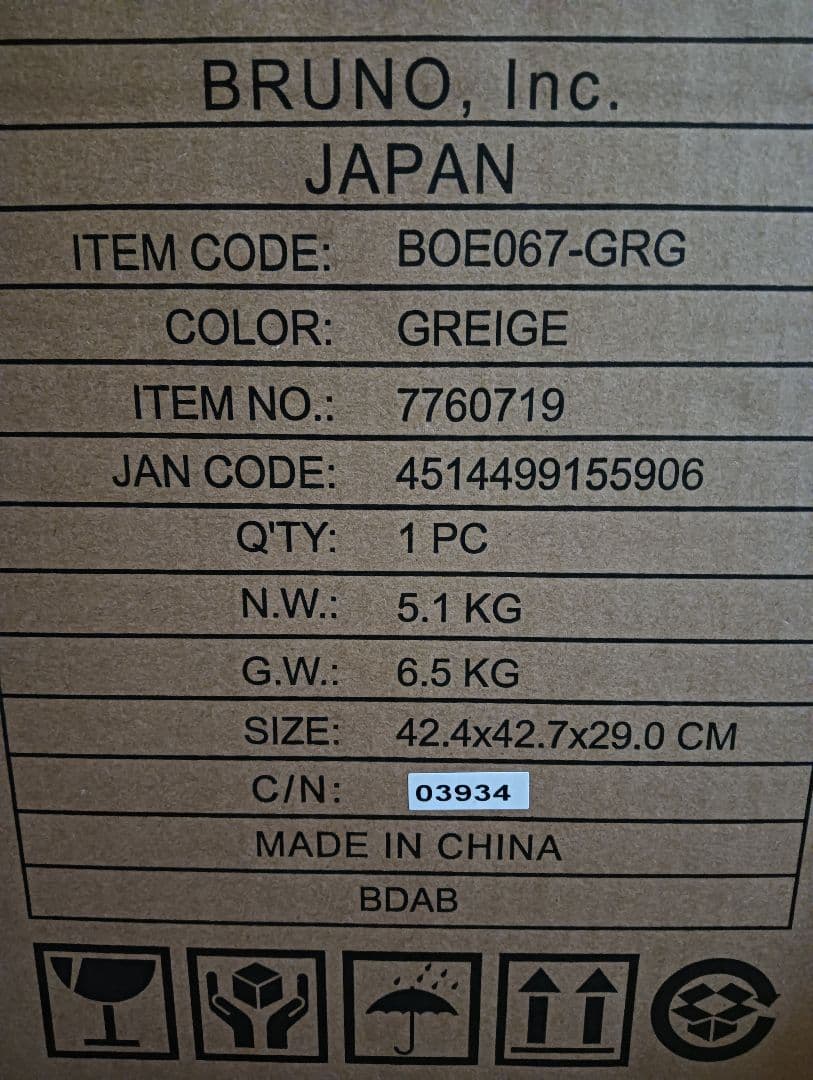 BRUNO, Inc.
JAPAN
ITEM CODE: BOE067-GRG
COLOR: GREIGE
ITEM NO.: 7760719
JAN CODE: 4514499155906
Q'TY: 1 PC
N.W.: 5.1 KG
G.W.: 6.5 KG
SIZE: 42.4x42.7x29.0 CM
C/N: 03934
MADE IN CHINA
BDAB